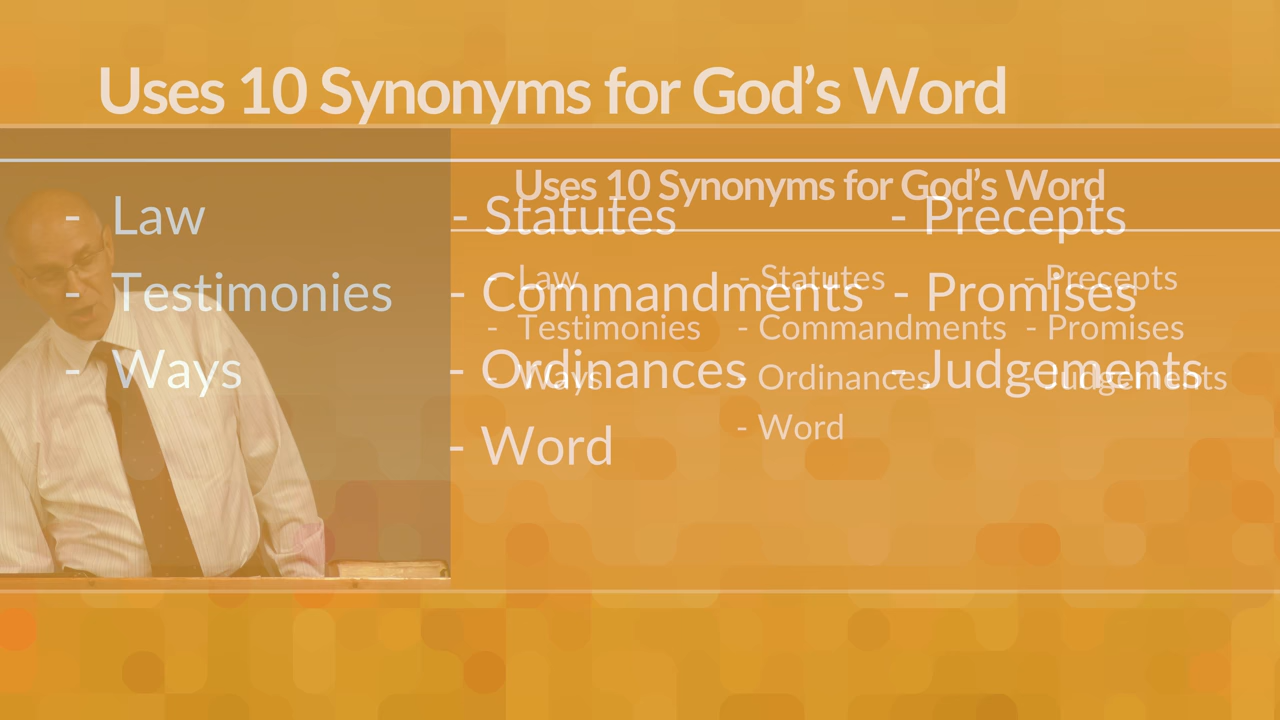 Uses 10 Synonyms for God's Word
- Law - Statutes - Precepts
- Testimonies - Commandments - Promises
- Ways - Ordinances - Judgements
- Word
Uses 10 Synonyms for God's Word
- Law - Statutes - Precepts
- Testimonies - Commandments - Promises
- Ways - Ordinances - Judgements
- Word